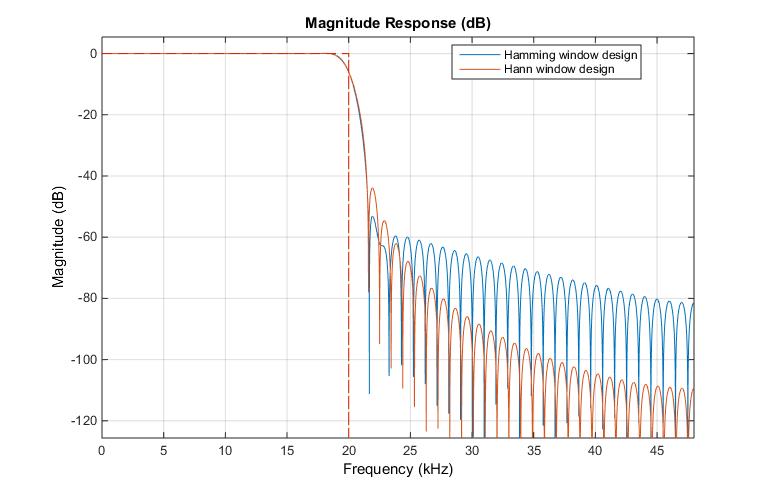 Magnitude Response (dB)
Hamming window design
Hann window design
Magnitude (dB)
0
-20
-40
-60
-80
-100
-120
0 5 10 15 20 25 30 35 40 45
Frequency (kHz)